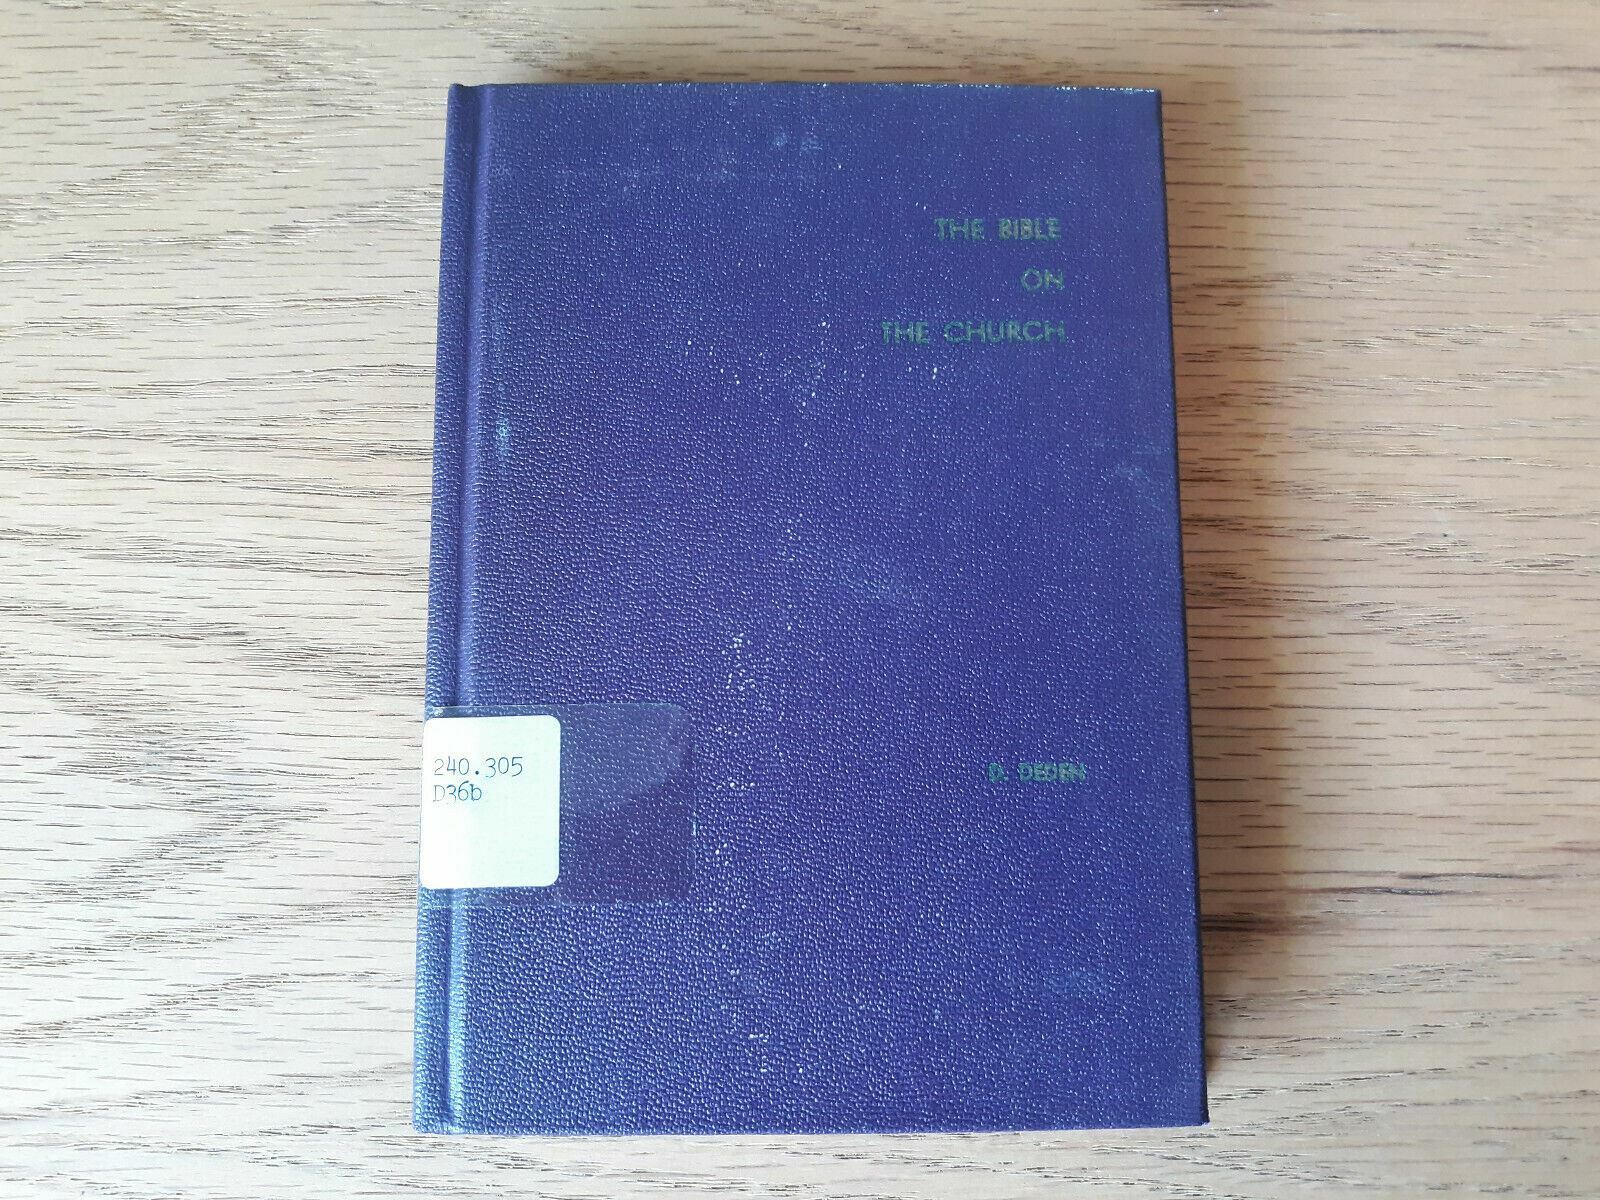 THE BIBLE
ON
THE CHURCH
D. DEDEN
240.305
D36b